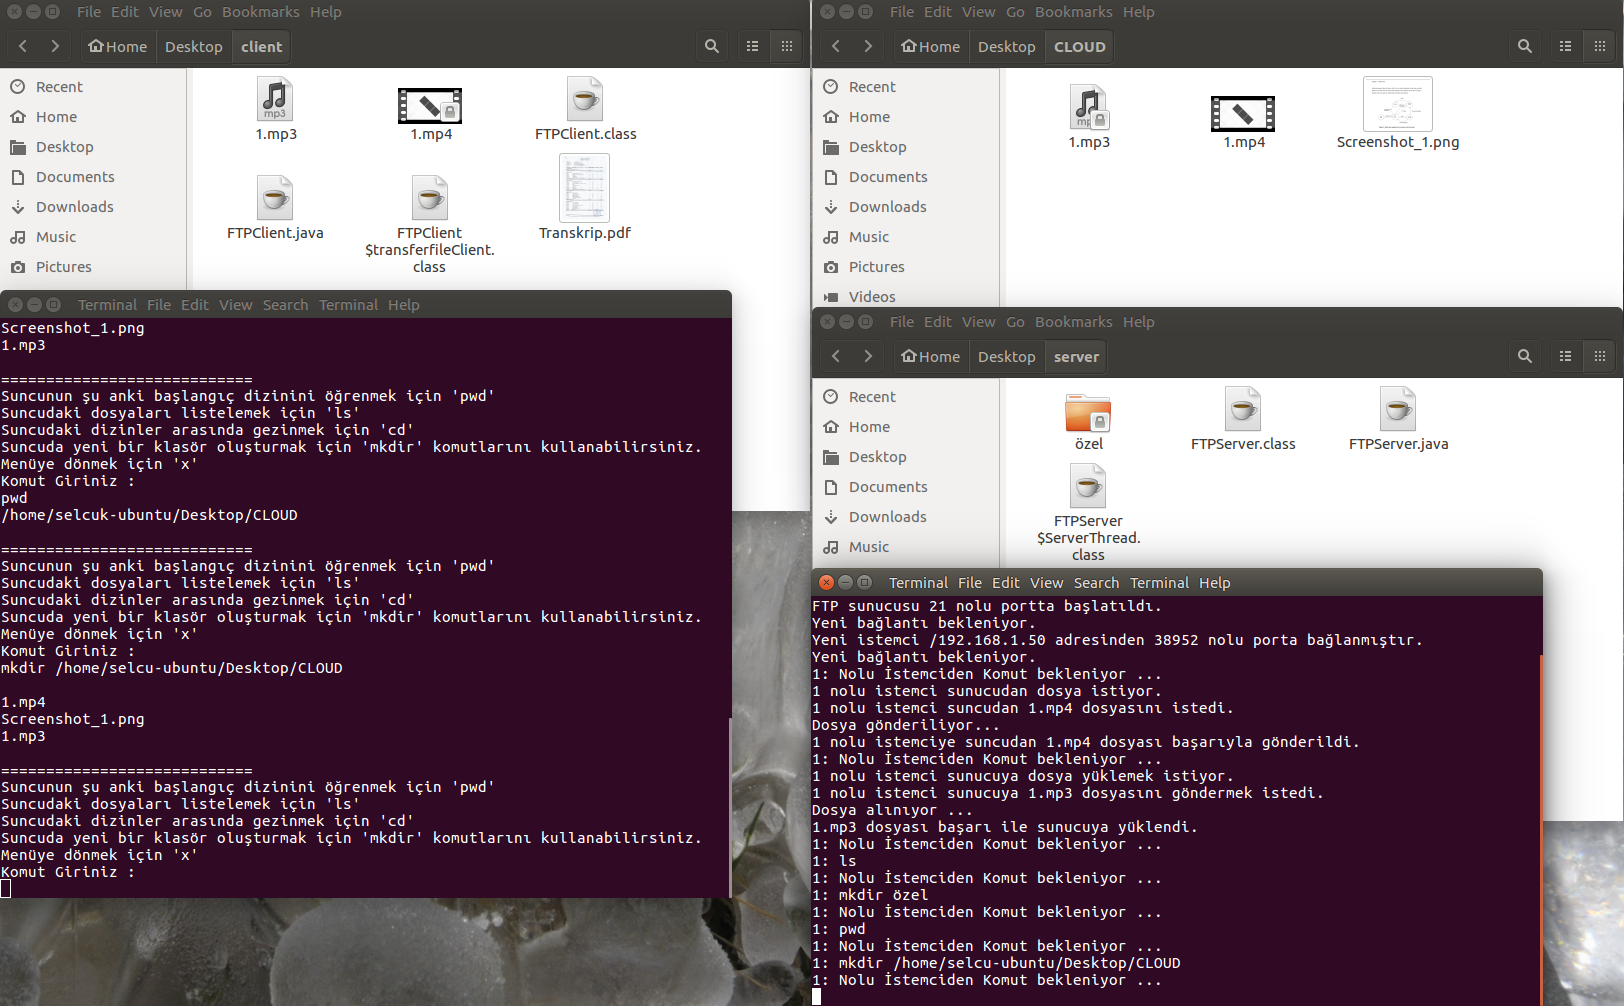 File Edit View Go Bookmarks Help
Home Desktop client
Recent
Home
Desktop
Documents
Downloads
Music
Pictures
mp3
1.mp3
1.mp4
FTPClient.class
FTPClient.java
FTPClient
$transferfileClient.
class
Transkrip.pdf
File Edit View Go Bookmarks Help
Home Desktop CLOUD
Recent
Home
Desktop
Documents
Downloads
Music
Pictures
Videos
1.mp3
1.mp4
Screenshot_1.png
Terminal File Edit View Search Terminal Help
Screenshot_1.png
1.mp3
============================
Suncunun şu anki başlangıç dizinini öğrenmek için 'pwd'
Suncudaki dosyaları listelemek için 'ls'
Suncudaki dizinler arasında gezinmek için 'cd'
Suncuda yeni bir klasör oluşturmak için 'mkdir' komutlarını kullanabilirsiniz.
Menüye dönmek için 'x'
Komut Giriniz :
pwd
/home/selcuk-ubuntu/Desktop/CLOUD
============================
Suncunun şu anki başlangıç dizinini öğrenmek için 'pwd'
Suncudaki dosyaları listelemek için 'ls'
Suncudaki dizinler arasında gezinmek için 'cd'
Suncuda yeni bir klasör oluşturmak için 'mkdir' komutlarını kullanabilirsiniz.
Menüye dönmek için 'x'
Komut Giriniz :
mkdir /home/selcu-ubuntu/Desktop/CLOUD
1.mp4
Screenshot_1.png
1.mp3
============================
Suncunun şu anki başlangıç dizinini öğrenmek için 'pwd'
Suncudaki dosyaları listelemek için 'ls'
Suncudaki dizinler arasında gezinmek için 'cd'
Suncuda yeni bir klasör oluşturmak için 'mkdir' komutlarını kullanabilirsiniz.
Menüye dönmek için 'x'
Komut Giriniz :
File Edit View Go Bookmarks Help
Home Desktop server
Recent
Home
Desktop
Documents
Downloads
Music
özel
FTPServer.class
FTPServer.java
FTPServer
$ServerThread.
class
Terminal File Edit View Search Terminal Help
FTP sunucusu 21 nolu portta başlatıldı.
Yeni bağlantı bekleniyor.
Yeni istemci /192.168.1.50 adresinden 38952 nolu porta bağlanmıştır.
Yeni bağlantı bekleniyor.
1: Nolu İstemciden Komut bekleniyor ...
1 nolu istemci sunucudan dosya istiyor.
1 nolu istemci suncudan 1.mp4 dosyasını istedi.
Dosya gönderiliyor...
1 nolu istemciye suncudan 1.mp4 dosyası başarıyla gönderildi.
1: Nolu İstemciden Komut bekleniyor ...
1 nolu istemci sunucuya dosya yüklemek istiyor.
1 nolu istemci sunucuya 1.mp3 dosyasını göndermek istedi.
Dosya alınıyor ...
1.mp3 dosyası başarı ile sunucuya yüklendi.
1: Nolu İstemciden Komut bekleniyor ...
1: ls
1: Nolu İstemciden Komut bekleniyor ...
1: mkdir özel
1: Nolu İstemciden Komut bekleniyor ...
1: pwd
1: Nolu İstemciden Komut bekleniyor ...
1: mkdir /home/selcu-ubuntu/Desktop/CLOUD
1: Nolu İstemciden Komut bekleniyor ...